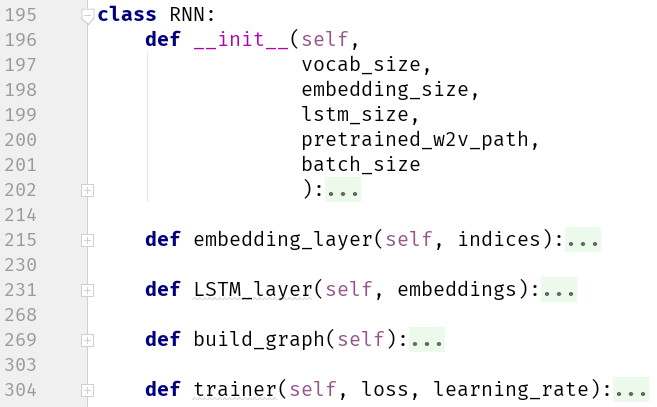 195 class RNN:
196     def __init__(self,
197                  vocab_size,
198                  embedding_size,
199                  lstm_size,
200                  pretrained_w2v_path,
201                  batch_size
202                  ):...
214
215     def embedding_layer(self, indices):...
230
231     def LSTM_layer(self, embeddings):...
268
269     def build_graph(self):...
303
304     def trainer(self, loss, learning_rate):...